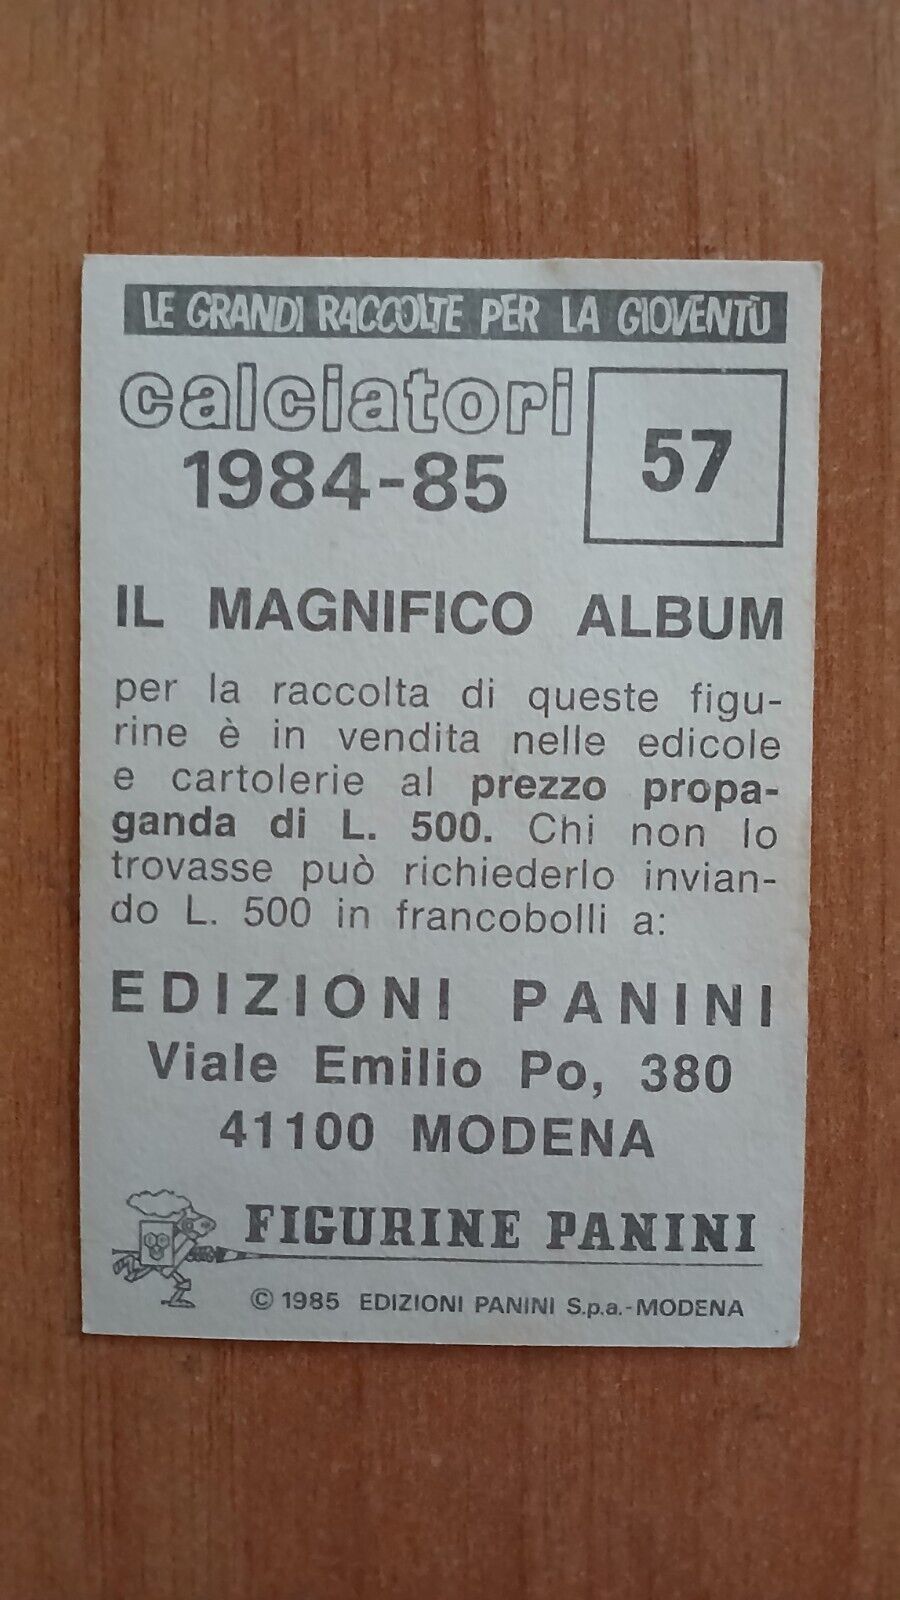 LE GRANDI RACCOLTE PER LA GIOVENTÙ
calciatori
1984-85
57
IL MAGNIFICO ALBUM
per la raccolta di queste figu-
rine è in vendita nelle edicole
e cartolerie al prezzo propa-
ganda di L. 500. Chi non lo
trovasse può richiederlo invian-
do L. 500 in francobolli a:
EDIZIONI PANINI
Viale Emilio Po, 380
41100 MODENA
FIGURINE PANINI
© 1985 EDIZIONI PANINI S.p.a.-MODENA